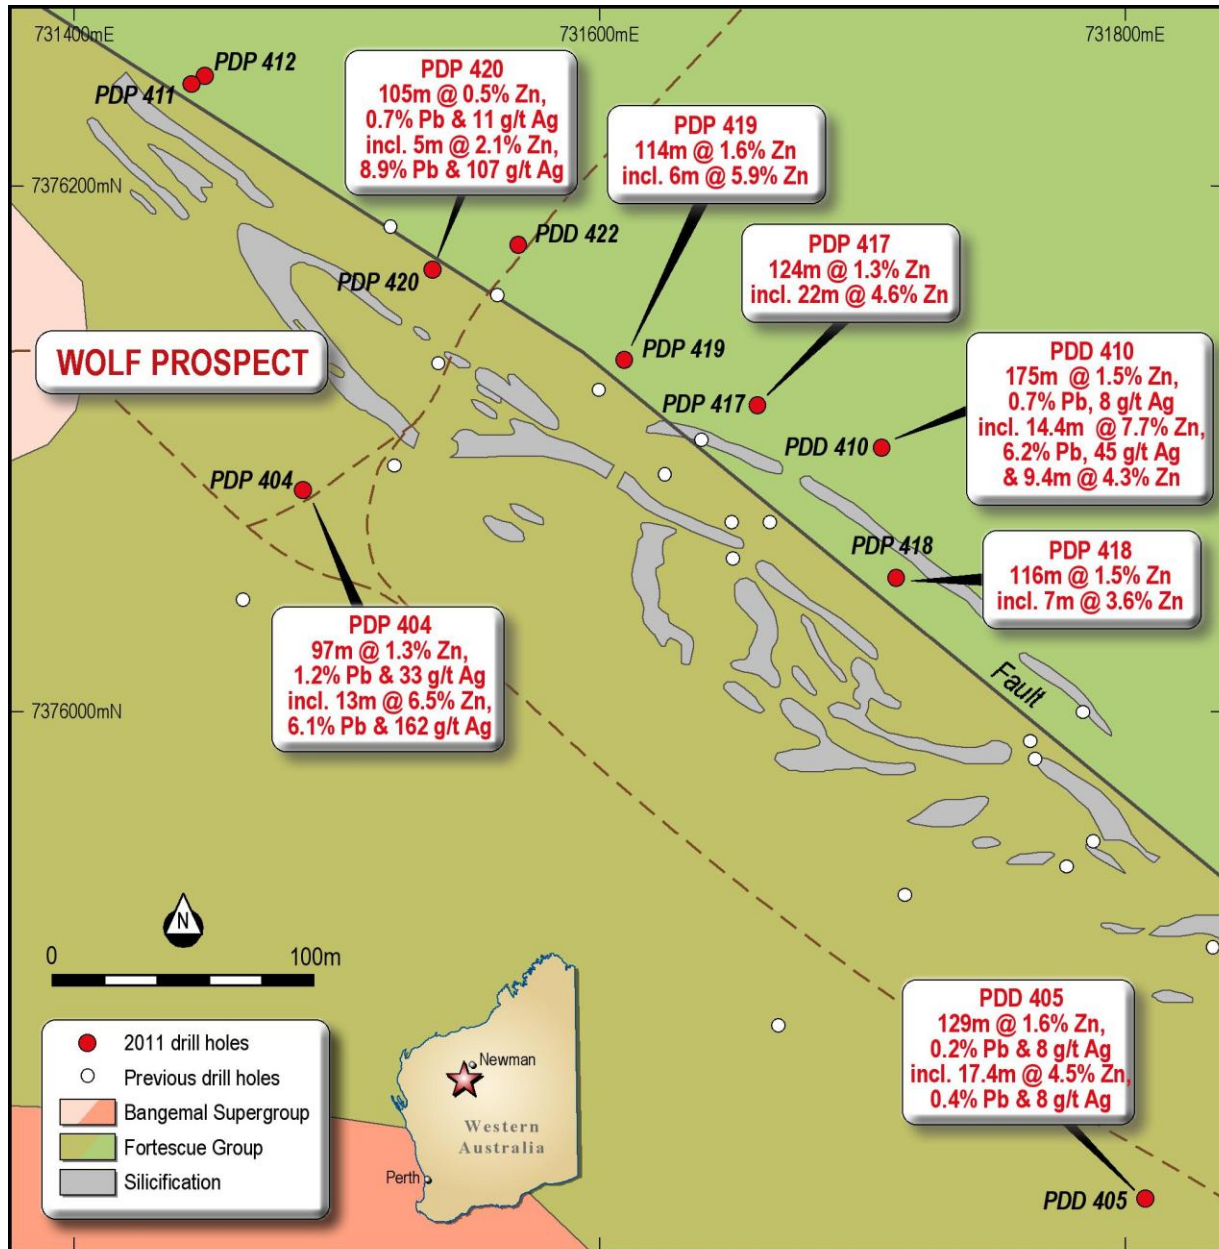 731400mE
731600mE
731800mE
PDP 412
PDP 411
PDP 420
105m @ 0.5% Zn,
0.7% Pb & 11 g/t Ag
incl. 5m @ 2.1% Zn,
8.9% Pb & 107 g/t Ag
PDP 419
114m @ 1.6% Zn
incl. 6m @ 5.9% Zn
7376200mN
PDD 422
PDP 420
PDP 417
124m @ 1.3% Zn
incl. 22m @ 4.6% Zn
WOLF PROSPECT
PDP 419
PDP 417
PDD 410
PDD 410
175m @ 1.5% Zn,
0.7% Pb, 8 g/t Ag
incl. 14.4m @ 7.7% Zn,
6.2% Pb, 45 g/t Ag
& 9.4m @ 4.3% Zn
PDP 404
PDP 418
PDP 418
116m @ 1.5% Zn
incl. 7m @ 3.6% Zn
PDP 404
97m @ 1.3% Zn,
1.2% Pb & 33 g/t Ag
incl. 13m @ 6.5% Zn,
6.1% Pb & 162 g/t Ag
Fault
7376000mN
N
0
100m
PDD 405
129m @ 1.6% Zn,
0.2% Pb & 8 g/t Ag
incl. 17.4m @ 4.5% Zn,
0.4% Pb & 8 g/t Ag
PDD 405
2011 drill holes
Previous drill holes
Bangemal Supergroup
Fortescue Group
Silicification
Newman
Western
Australia
Perth